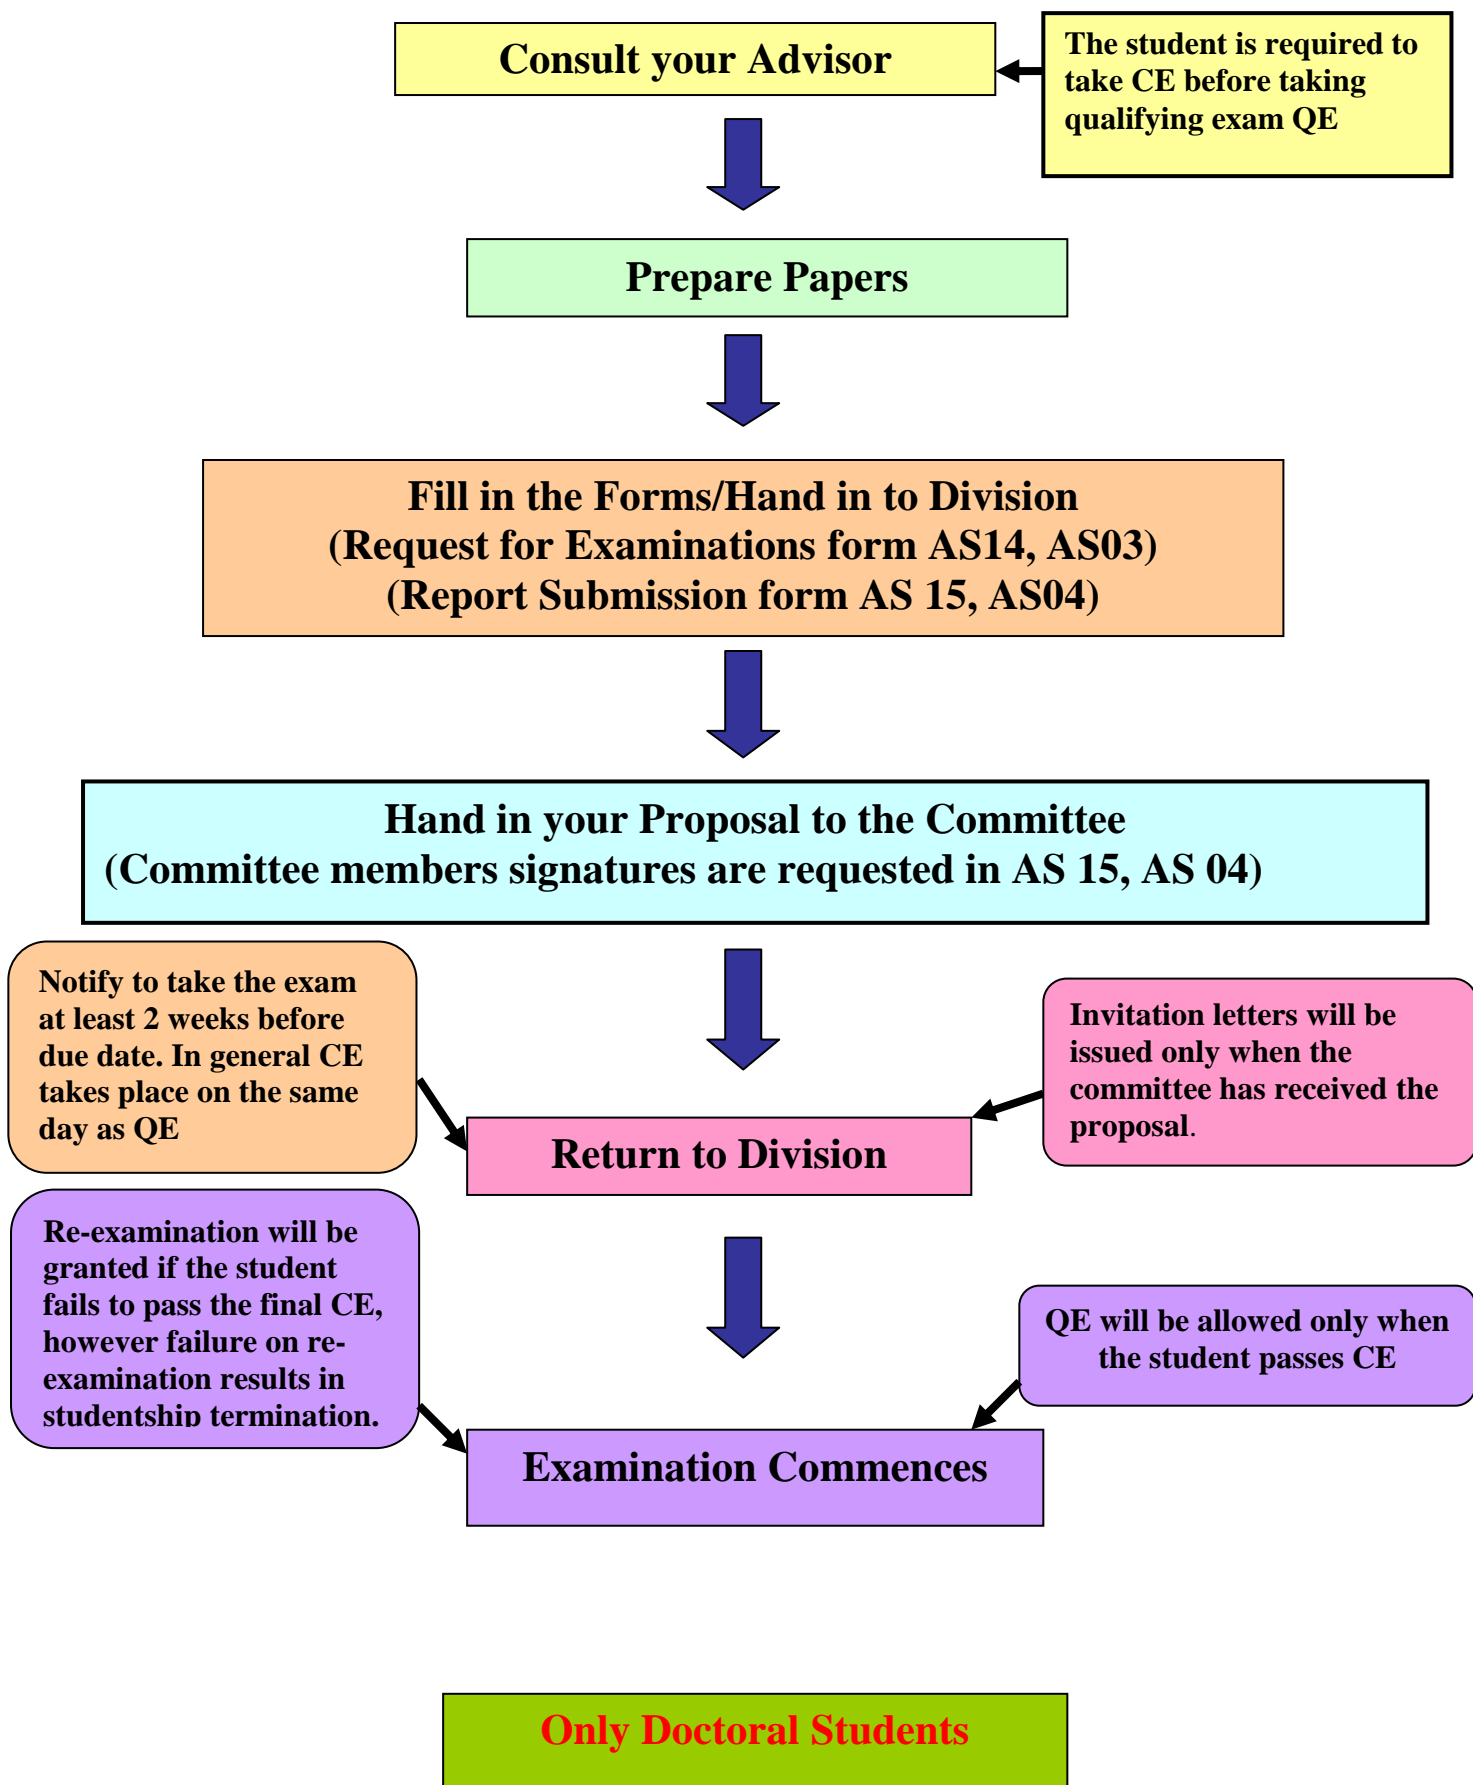 Consult your Advisor
The student is required to
take CE before taking
qualifying exam QE
Prepare Papers
Fill in the Forms/Hand in to Division
(Request for Examinations form AS14, AS03)
(Report Submission form AS 15, AS04)
Hand in your Proposal to the Committee
(Committee members signatures are requested in AS 15, AS 04)
Notify to take the exam
at least 2 weeks before
due date. In general CE
takes place on the same
day as QE
Invitation letters will be
issued only when the
committee has received the
proposal.
Return to Division
Re-examination will be
granted if the student
fails to pass the final CE,
however failure on re-
examination results in
studentship termination.
QE will be allowed only when
the student passes CE
Examination Commences
Only Doctoral Students